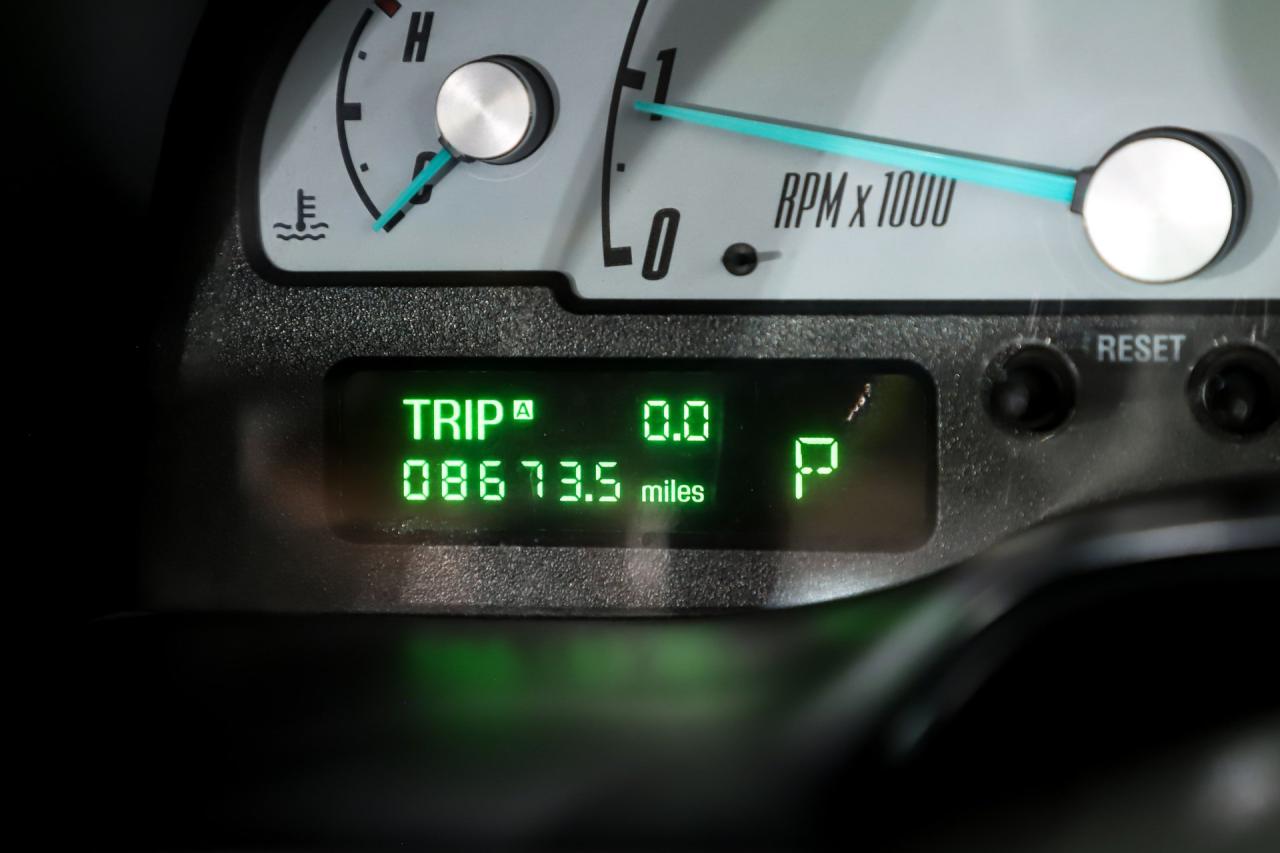 H
C
1
0
RPM x 1000
RESET
TRIP A 0.0
08673.5 miles
P